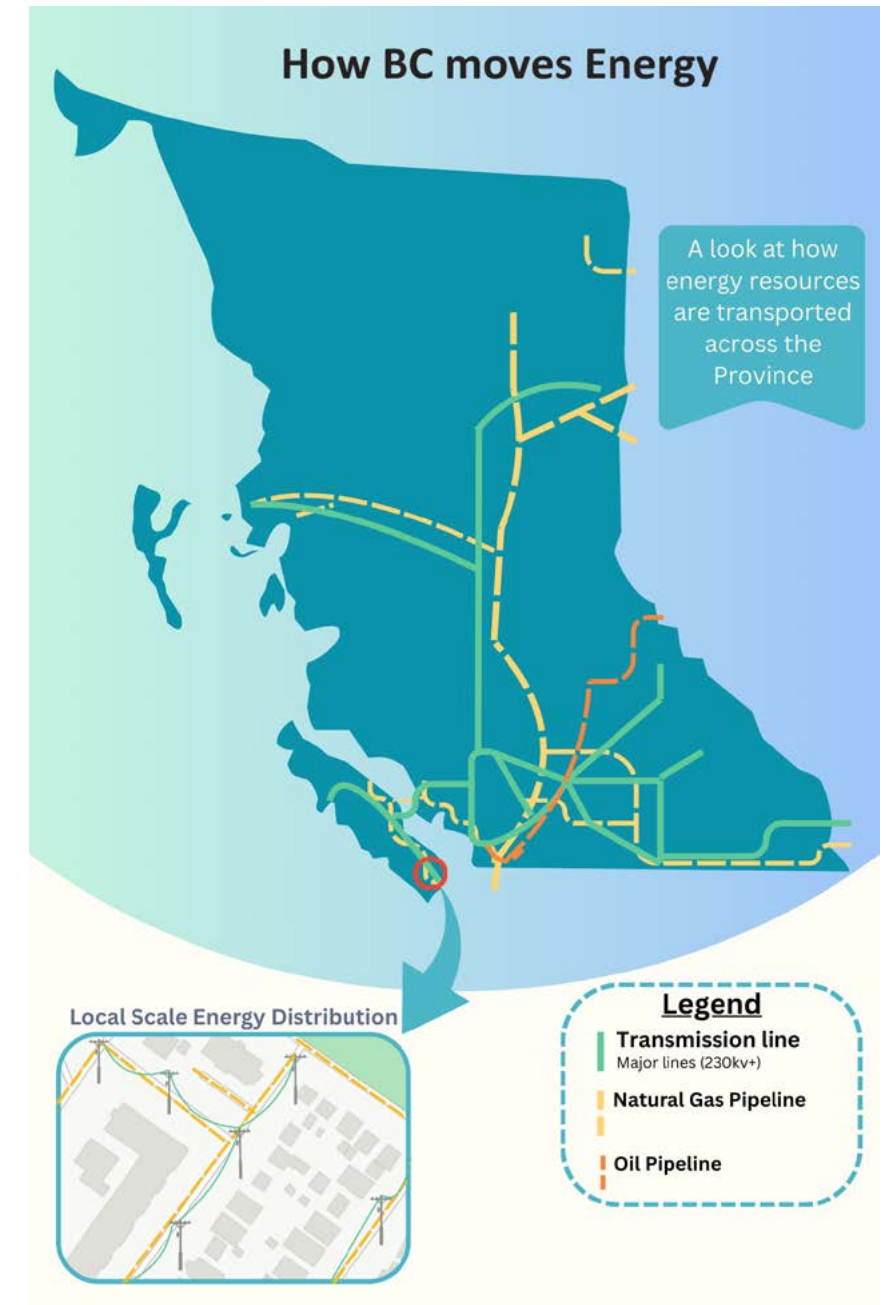 How BC moves Energy
A look at how
energy resources
are transported
across the
Province
Local Scale Energy Distribution
Legend
Transmission line
Major lines (230kv+)
Natural Gas Pipeline
Oil Pipeline